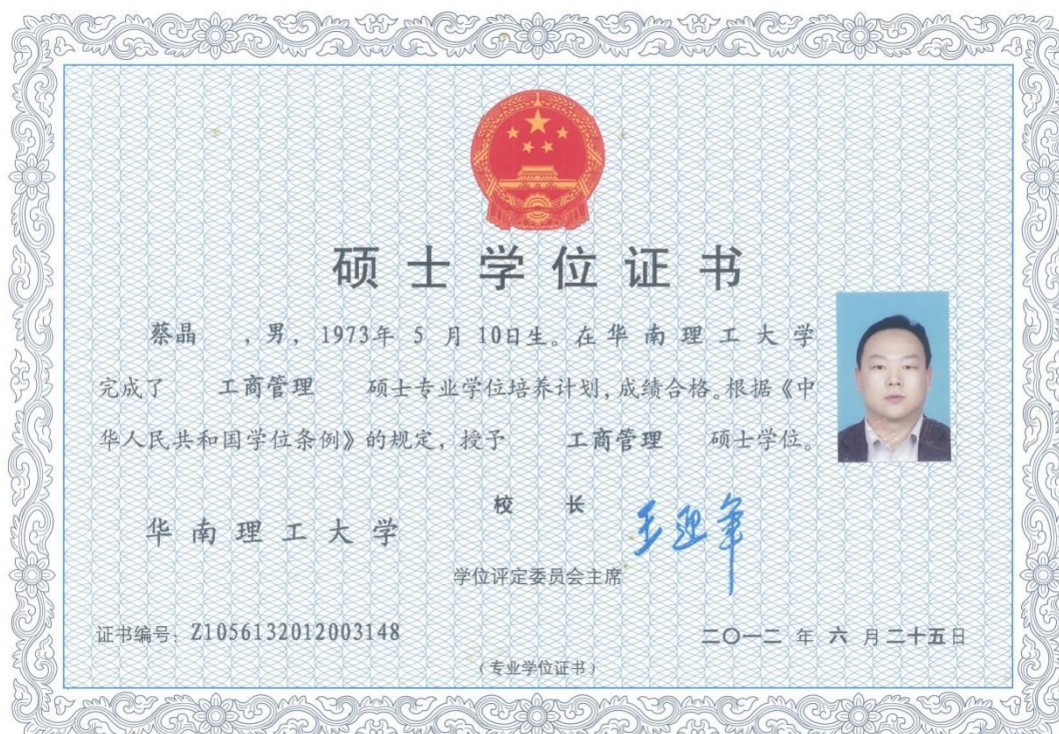 硕士学位证书
蔡晶 ,男, 1973年 5 月 10日生。在华南理工大学
完成了 工商管理 硕士专业学位培养计划,成绩合格。根据《中
华人民共和国学位条例》的规定, 授予 工商管理 硕士学位。
校 长 王迎军
华南理工大学
学位评定委员会主席
证书编号: Z1056132012003148
二〇一二 年 六 月 二十五日
(专业学位证书)